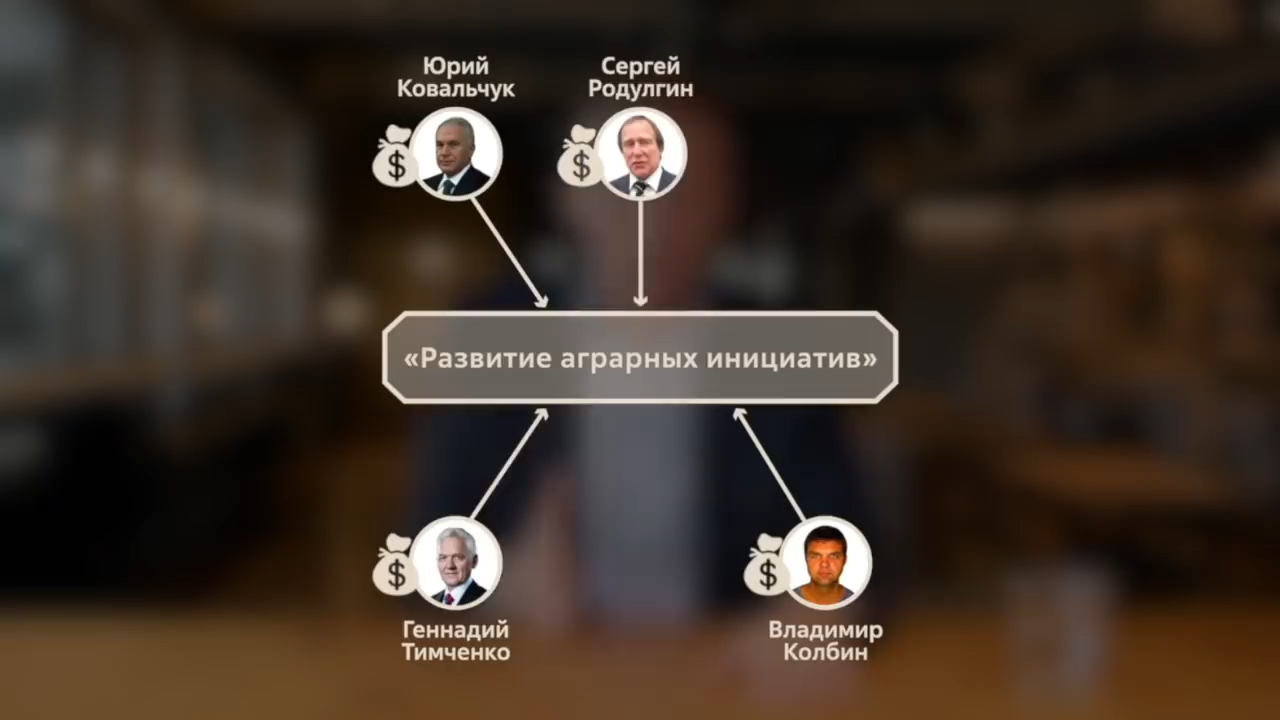 Юрий
Ковальчук
Сергей
Родулгин
«Развитие аграрных инициатив»
Геннадий
Тимченко
Владимир
Колбин